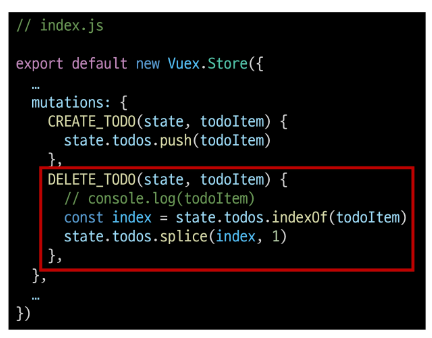 // index.js
export default new Vuex.Store({
…
mutations: {
CREATE_TODO(state, todoItem) {
state.todos.push(todoItem)
},
DELETE_TODO(state, todoItem) {
// console.log(todoItem)
const index = state.todos.indexOf(todoItem)
state.todos.splice(index, 1)
},
},
…
})